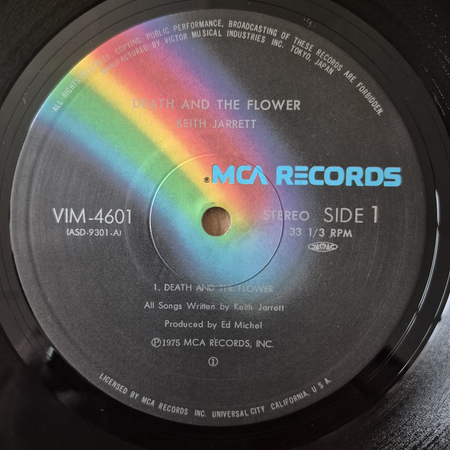 ALL RIGHTS RESERVED. COPYING, PUBLIC PERFORMANCE, BROADCASTING OF THESE RECORDS ARE FORBIDDEN.
MANUFACTURED BY VICTOR MUSICAL INDUSTRIES INC. TOKYO, JAPAN
DEATH AND THE FLOWER
KEITH JARRETT
MCA RECORDS
VIM-4601
(ASD-9301-A)
STEREO SIDE 1
33 1/3 RPM
1. DEATH AND THE FLOWER
All Songs Written by Keith Jarrett
Produced by Ed Michel
Ⓟ1975 MCA RECORDS, INC.
Ⓘ
LICENSED BY MCA RECORDS INC. UNIVERSAL CITY CALIFORNIA, U.S.A.